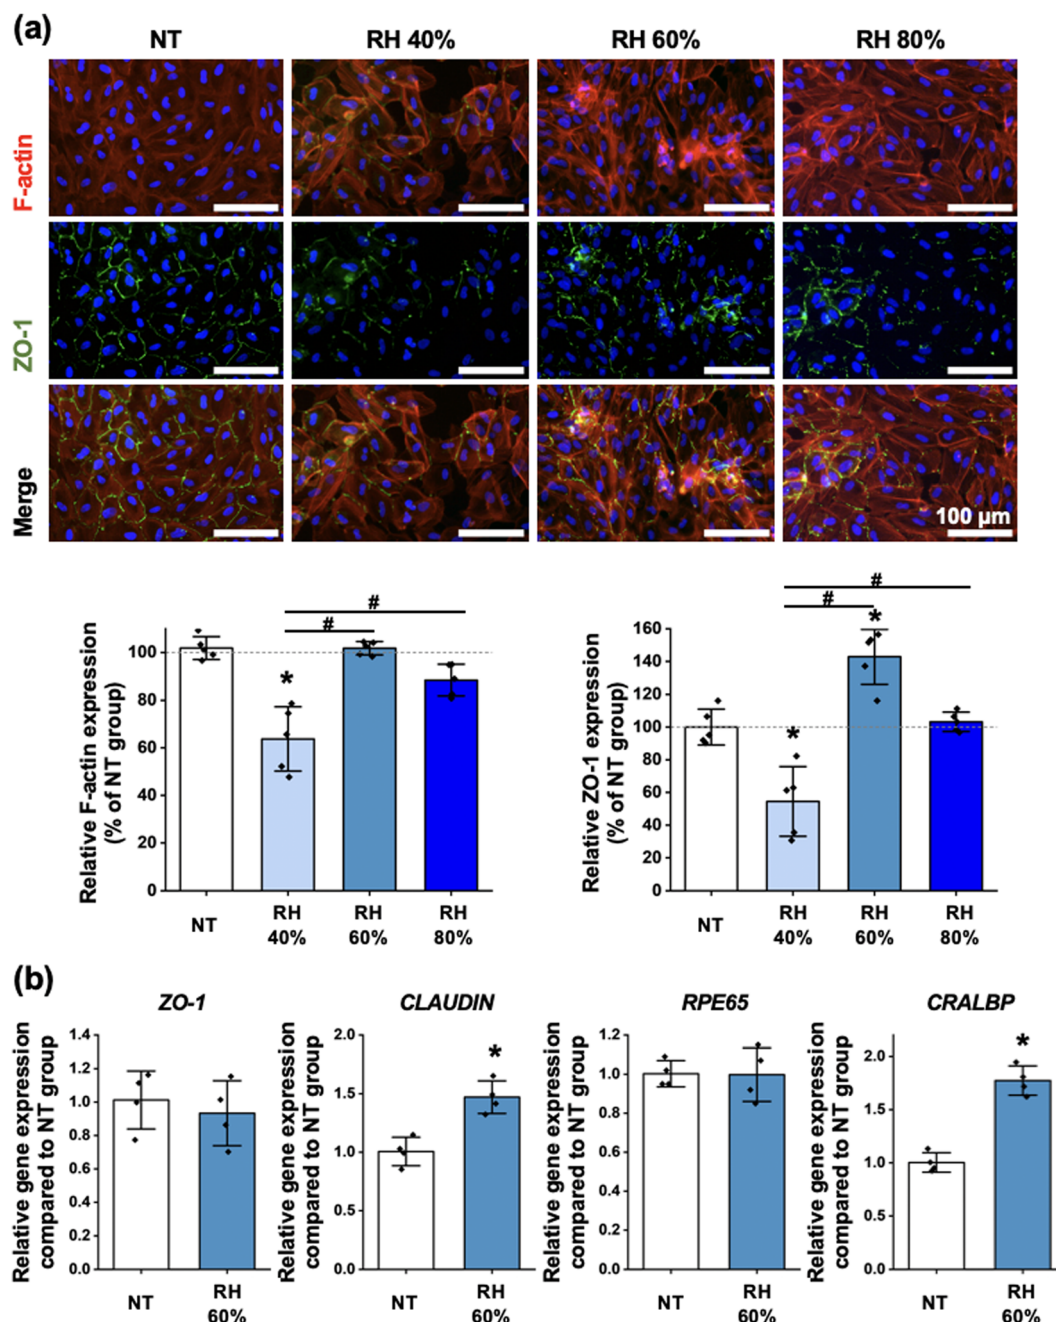 (a)
NT RH 40% RH 60% RH 80%
F-actin
ZO-1
Merge
100 µm
Relative F-actin expression
(% of NT group)
100
80
60
40
20
0
*
#
#
NT RH 40% RH 60% RH 80%
Relative ZO-1 expression
(% of NT group)
160
140
120
100
80
60
40
20
0
*
*
#
#
NT RH 40% RH 60% RH 80%
(b)
ZO-1
Relative gene expression
compared to NT group
1.4
1.2
1.0
0.8
0.6
0.4
0.2
0.0
NT RH 60%
CLAUDIN
Relative gene expression
compared to NT group
2.0
1.5
1.0
0.5
0.0
*
NT RH 60%
RPE65
Relative gene expression
compared to NT group
1.2
1.0
0.8
0.6
0.4
0.2
0.0
NT RH 60%
CRALBP
Relative gene expression
compared to NT group
2.0
1.5
1.0
0.5
0.0
*
NT RH 60%